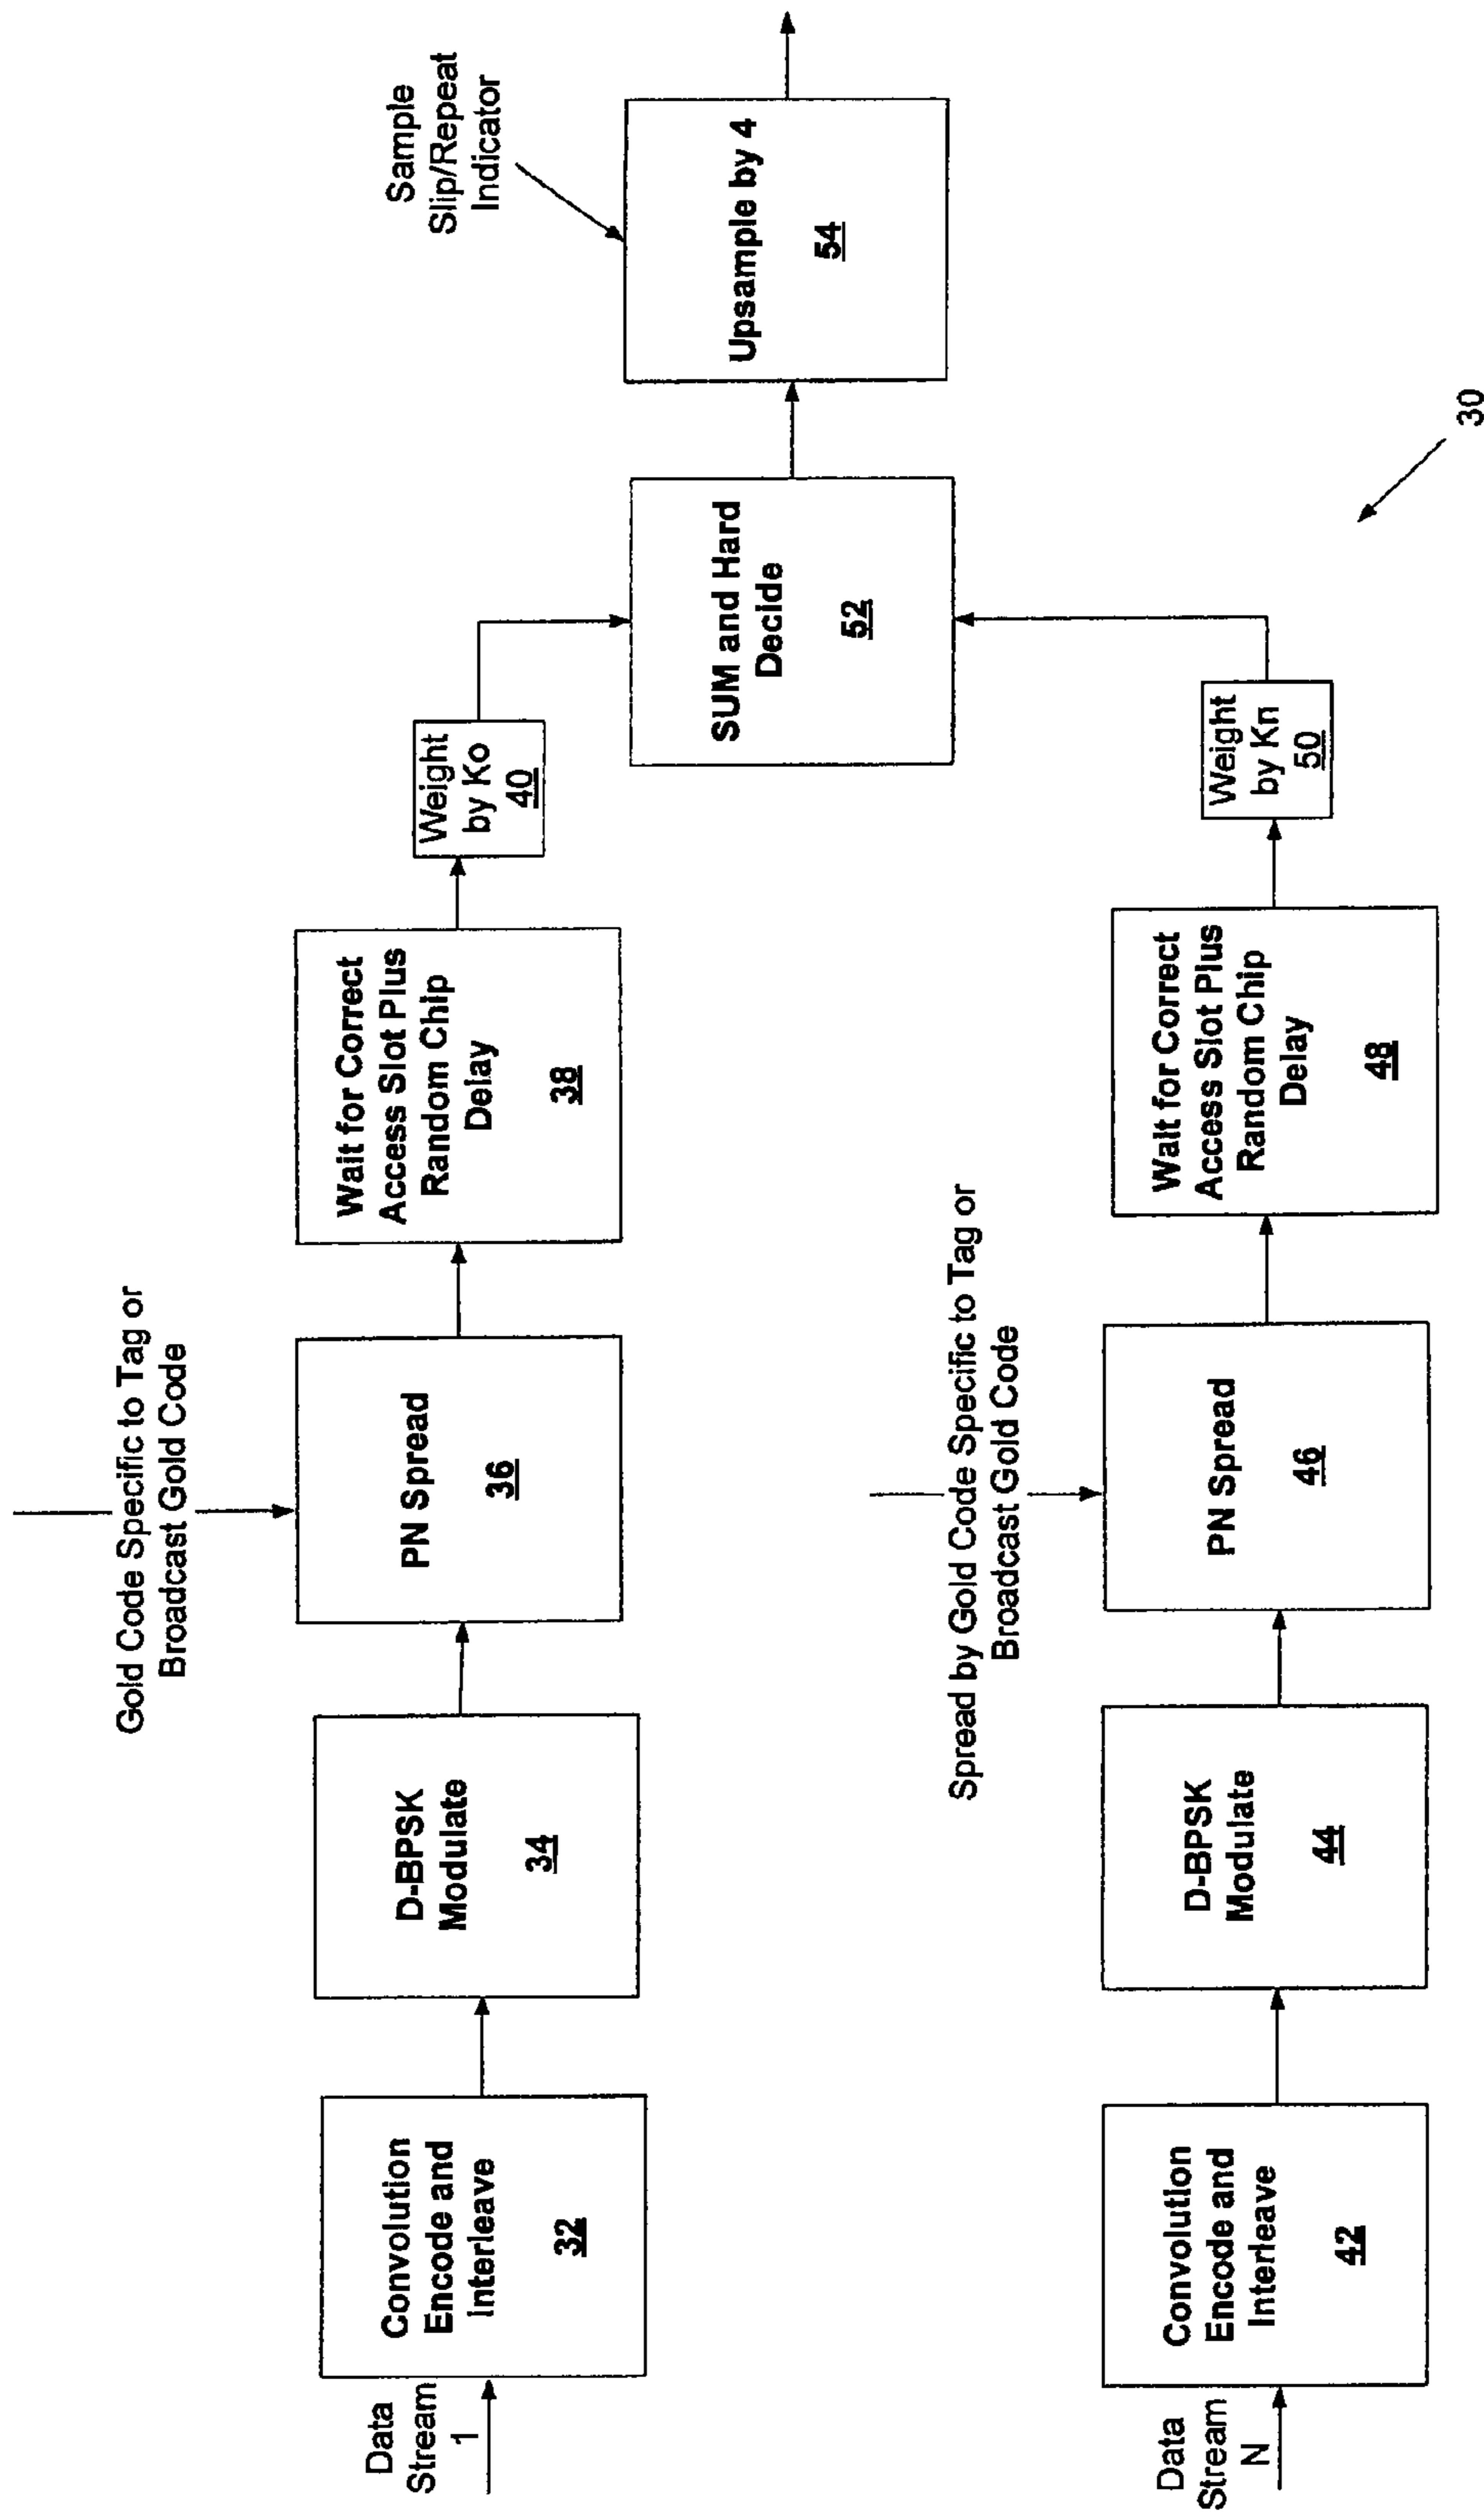 Data
Stream
1
Convolution
Encode and
Interleave
32
D-BPSK
Modulate
34
Gold Code Specific to Tag or
Broadcast Gold Code
PN Spread
36
Wait for Correct
Access Slot Plus
Random Chip
Delay
38
Weight
by Ko
40
SUM and Hard
Decide
52
Sample
Slip/Repeat
Indicator
Upsample by 4
54
Data
Stream
N
Convolution
Encode and
Interleave
42
D-BPSK
Modulate
44
Spread by Gold Code Specific to Tag or
Broadcast Gold Code
PN Spread
46
Wait for Correct
Access Slot Plus
Random Chip
Delay
48
Weight
by Kn
50
30